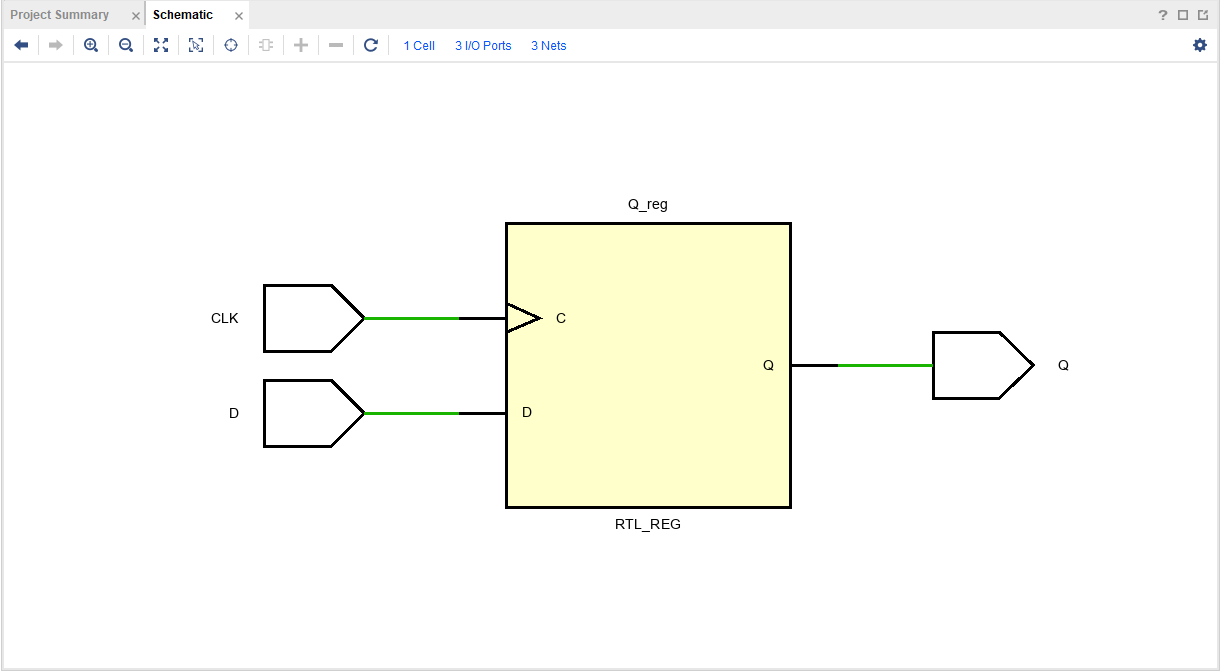 Project Summary
Schematic
?
1 Cell 3 I/O Ports 3 Nets
Q_reg
CLK
C
Q
Q
D
D
RTL_REG